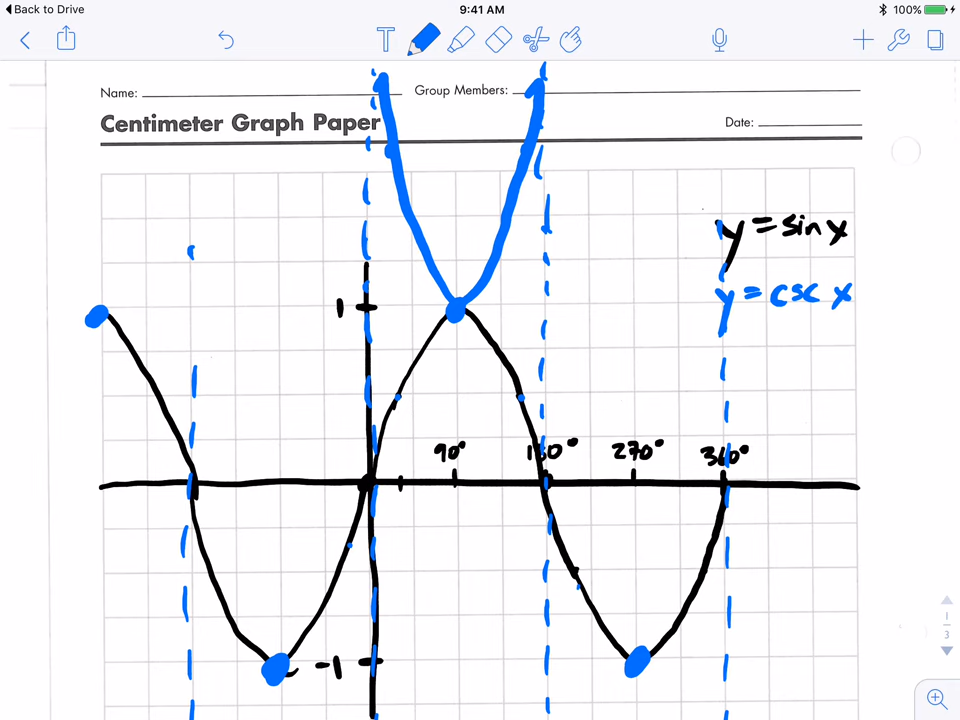 Back to Drive
9:41 AM
100%
T
Name:
Group Members:
Centimeter Graph Paper
Date:
y = sin x
y = csc x
1
90° 180° 270° 360°
-1
1
3